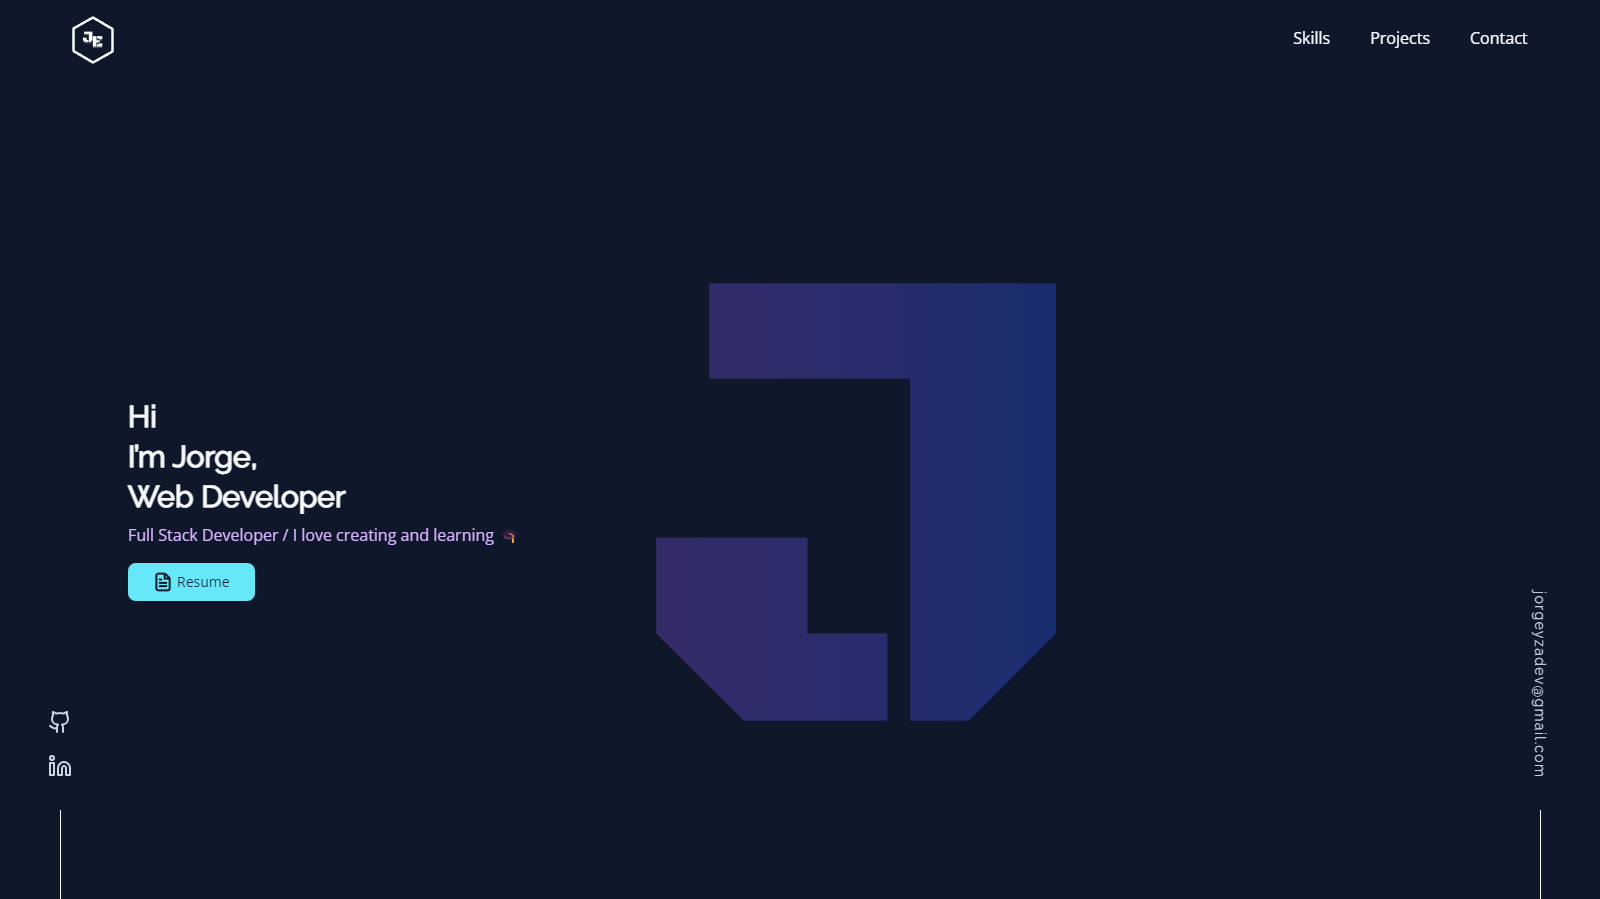 JE
Skills
Projects
Contact
Hi
I'm Jorge,
Web Developer
Full Stack Developer / I love creating and learning
Resume
J
jorgeyzadev@gmail.com